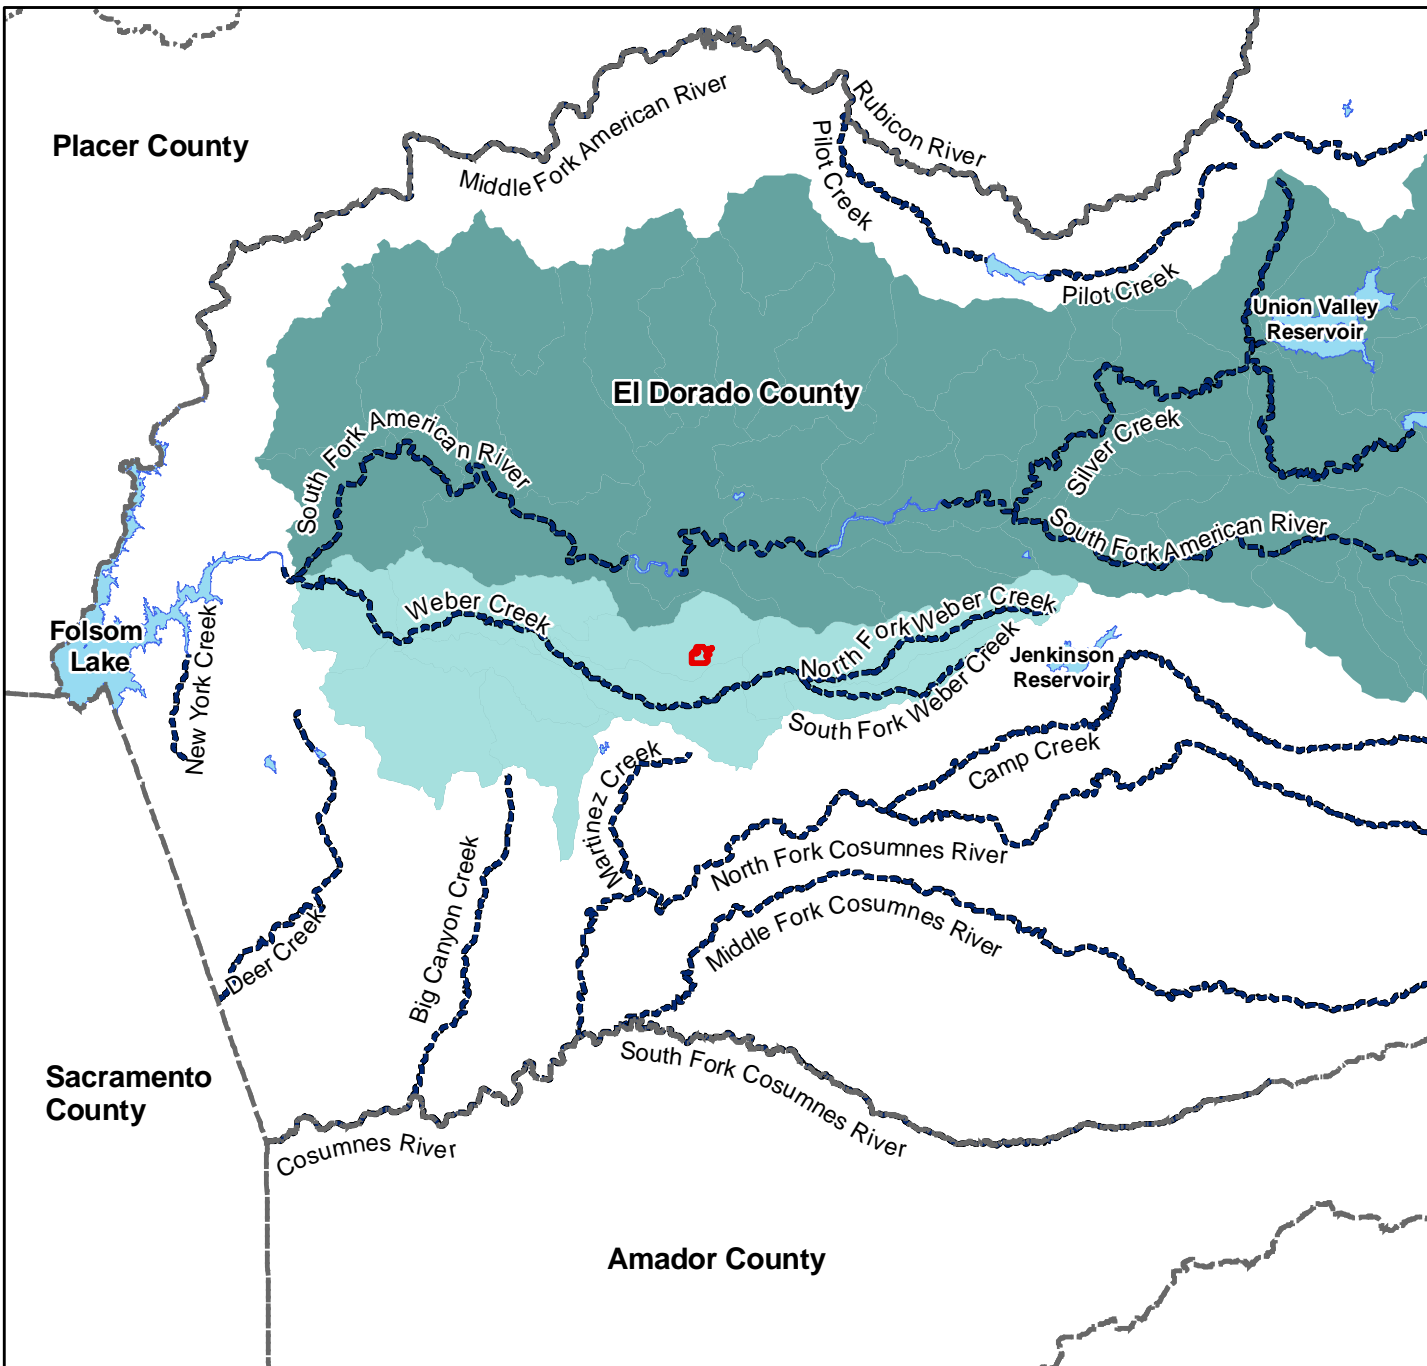 Placer County
Middle Fork American River
Rubicon River
Pilot Creek
Pilot Creek
Union Valley
Reservoir
El Dorado County
South Fork American River
Silver Creek
South Fork American River
Weber Creek
North Fork Weber Creek
South Fork Weber Creek
Folsom
Lake
New York Creek
Jenkinson
Reservoir
Camp Creek
Martinez Creek
North Fork Cosumnes River
Middle Fork Cosumnes River
Deer Creek
Big Canyon Creek
South Fork Cosumnes River
Sacramento
County
Cosumnes River
Amador County